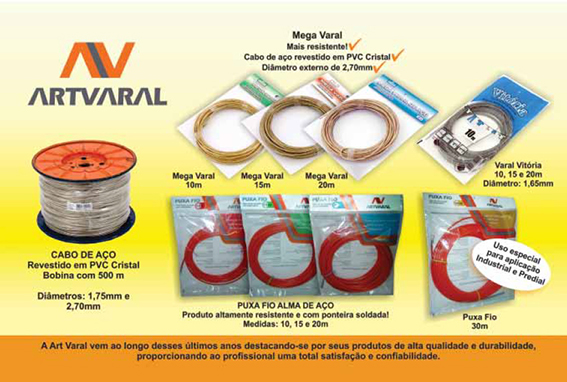 ARTVARAL
Mega Varal
Mais resistente!
Cabo de aço revestido em PVC Cristal
Diâmetro externo de 2,70mm
Mega Varal
10m
Mega Varal
15m
Mega Varal
20m
10m
Varal Vitória
10, 15 e 20m
Diâmetro: 1,65mm
CABO DE AÇO
Revestido em PVC Cristal
Bobina com 500 m
Diâmetros: 1,75mm e
2,70mm
PUXA FIO
PUXA FIO
PUXA FIO
PUXA FIO ALMA DE AÇO
Produto altamente resistente e com ponteira soldada!
Medidas: 10, 15 e 20m
PUXA FIO
Uso especial
para aplicação
Industrial e Predial
Puxa Fio
30m
A Art Varal vem ao longo desses últimos anos destacando-se por seus produtos de alta qualidade e durabilidade,
proporcionando ao profissional uma total satisfação e confiabilidade.